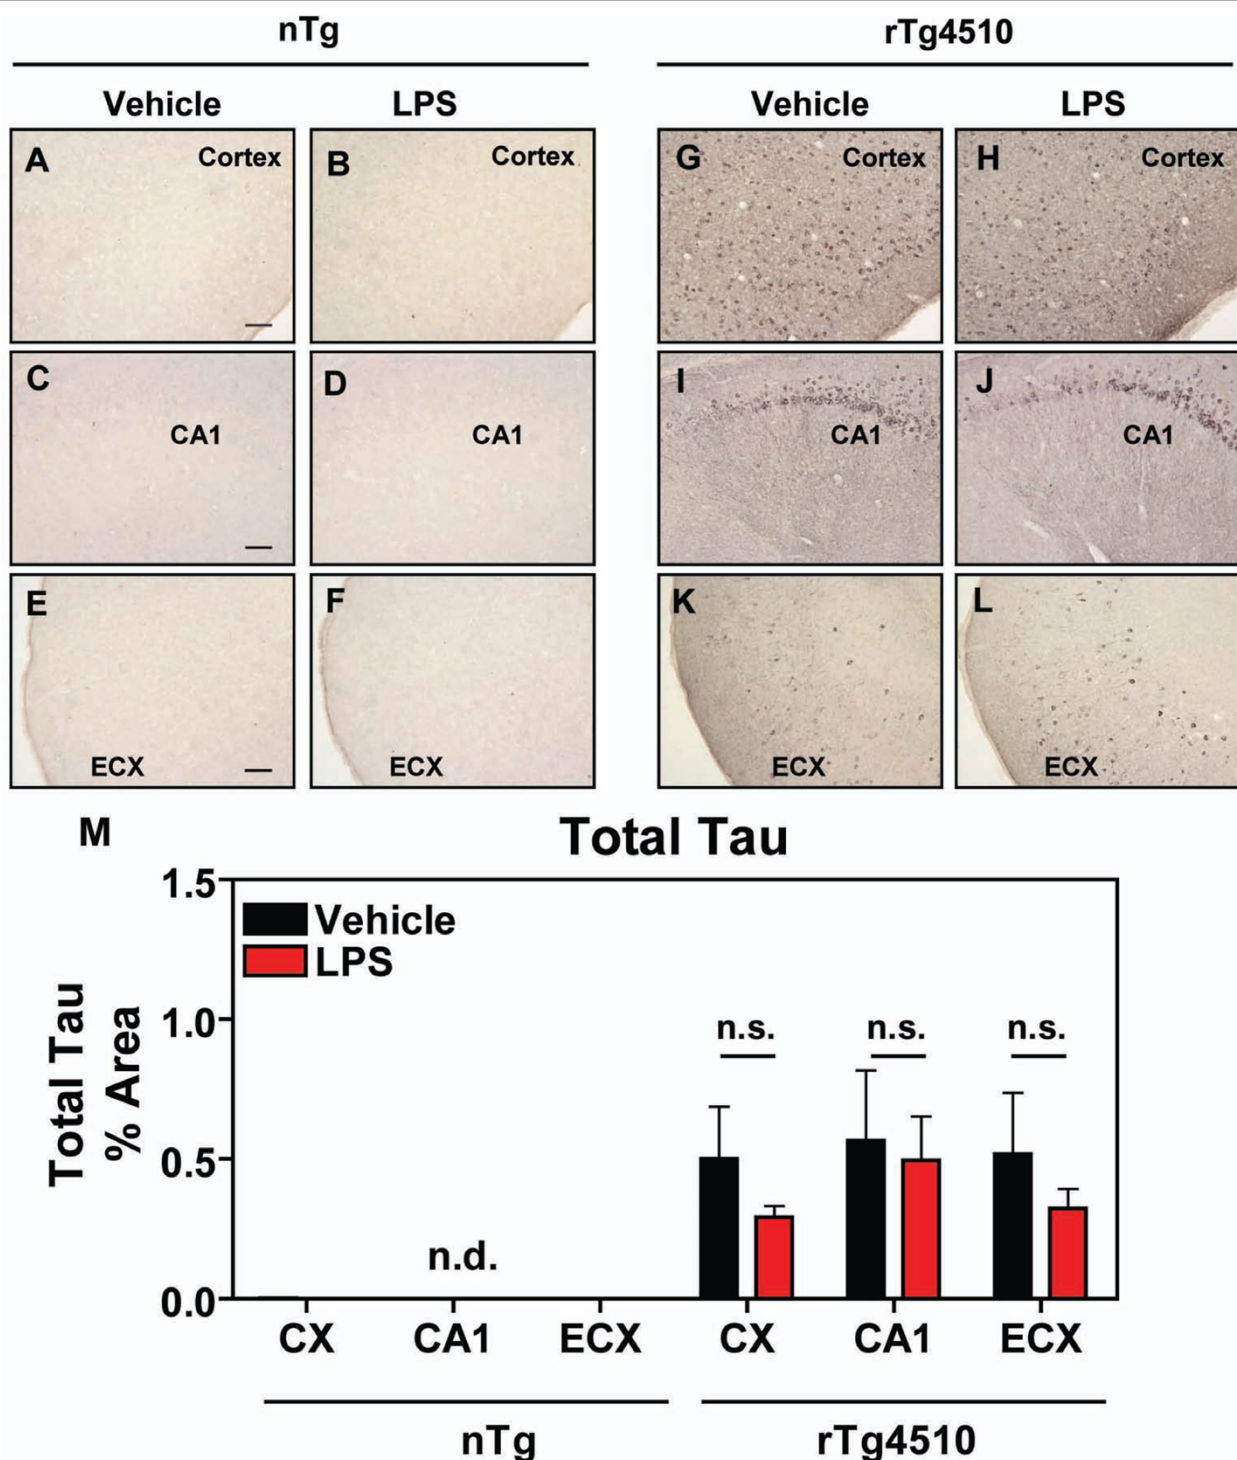 nTg
rTg4510
Vehicle
LPS
Vehicle
LPS
A
Cortex
B
Cortex
G
Cortex
H
Cortex
C
CA1
D
CA1
I
CA1
J
CA1
E
ECX
F
ECX
K
ECX
L
ECX
M
Total Tau
Total Tau
% Area
1.5
1.0
0.5
0.0
Vehicle
LPS
n.d.
n.s.
n.s.
n.s.
CX
CA1
ECX
CX
CA1
ECX
nTg
rTg4510